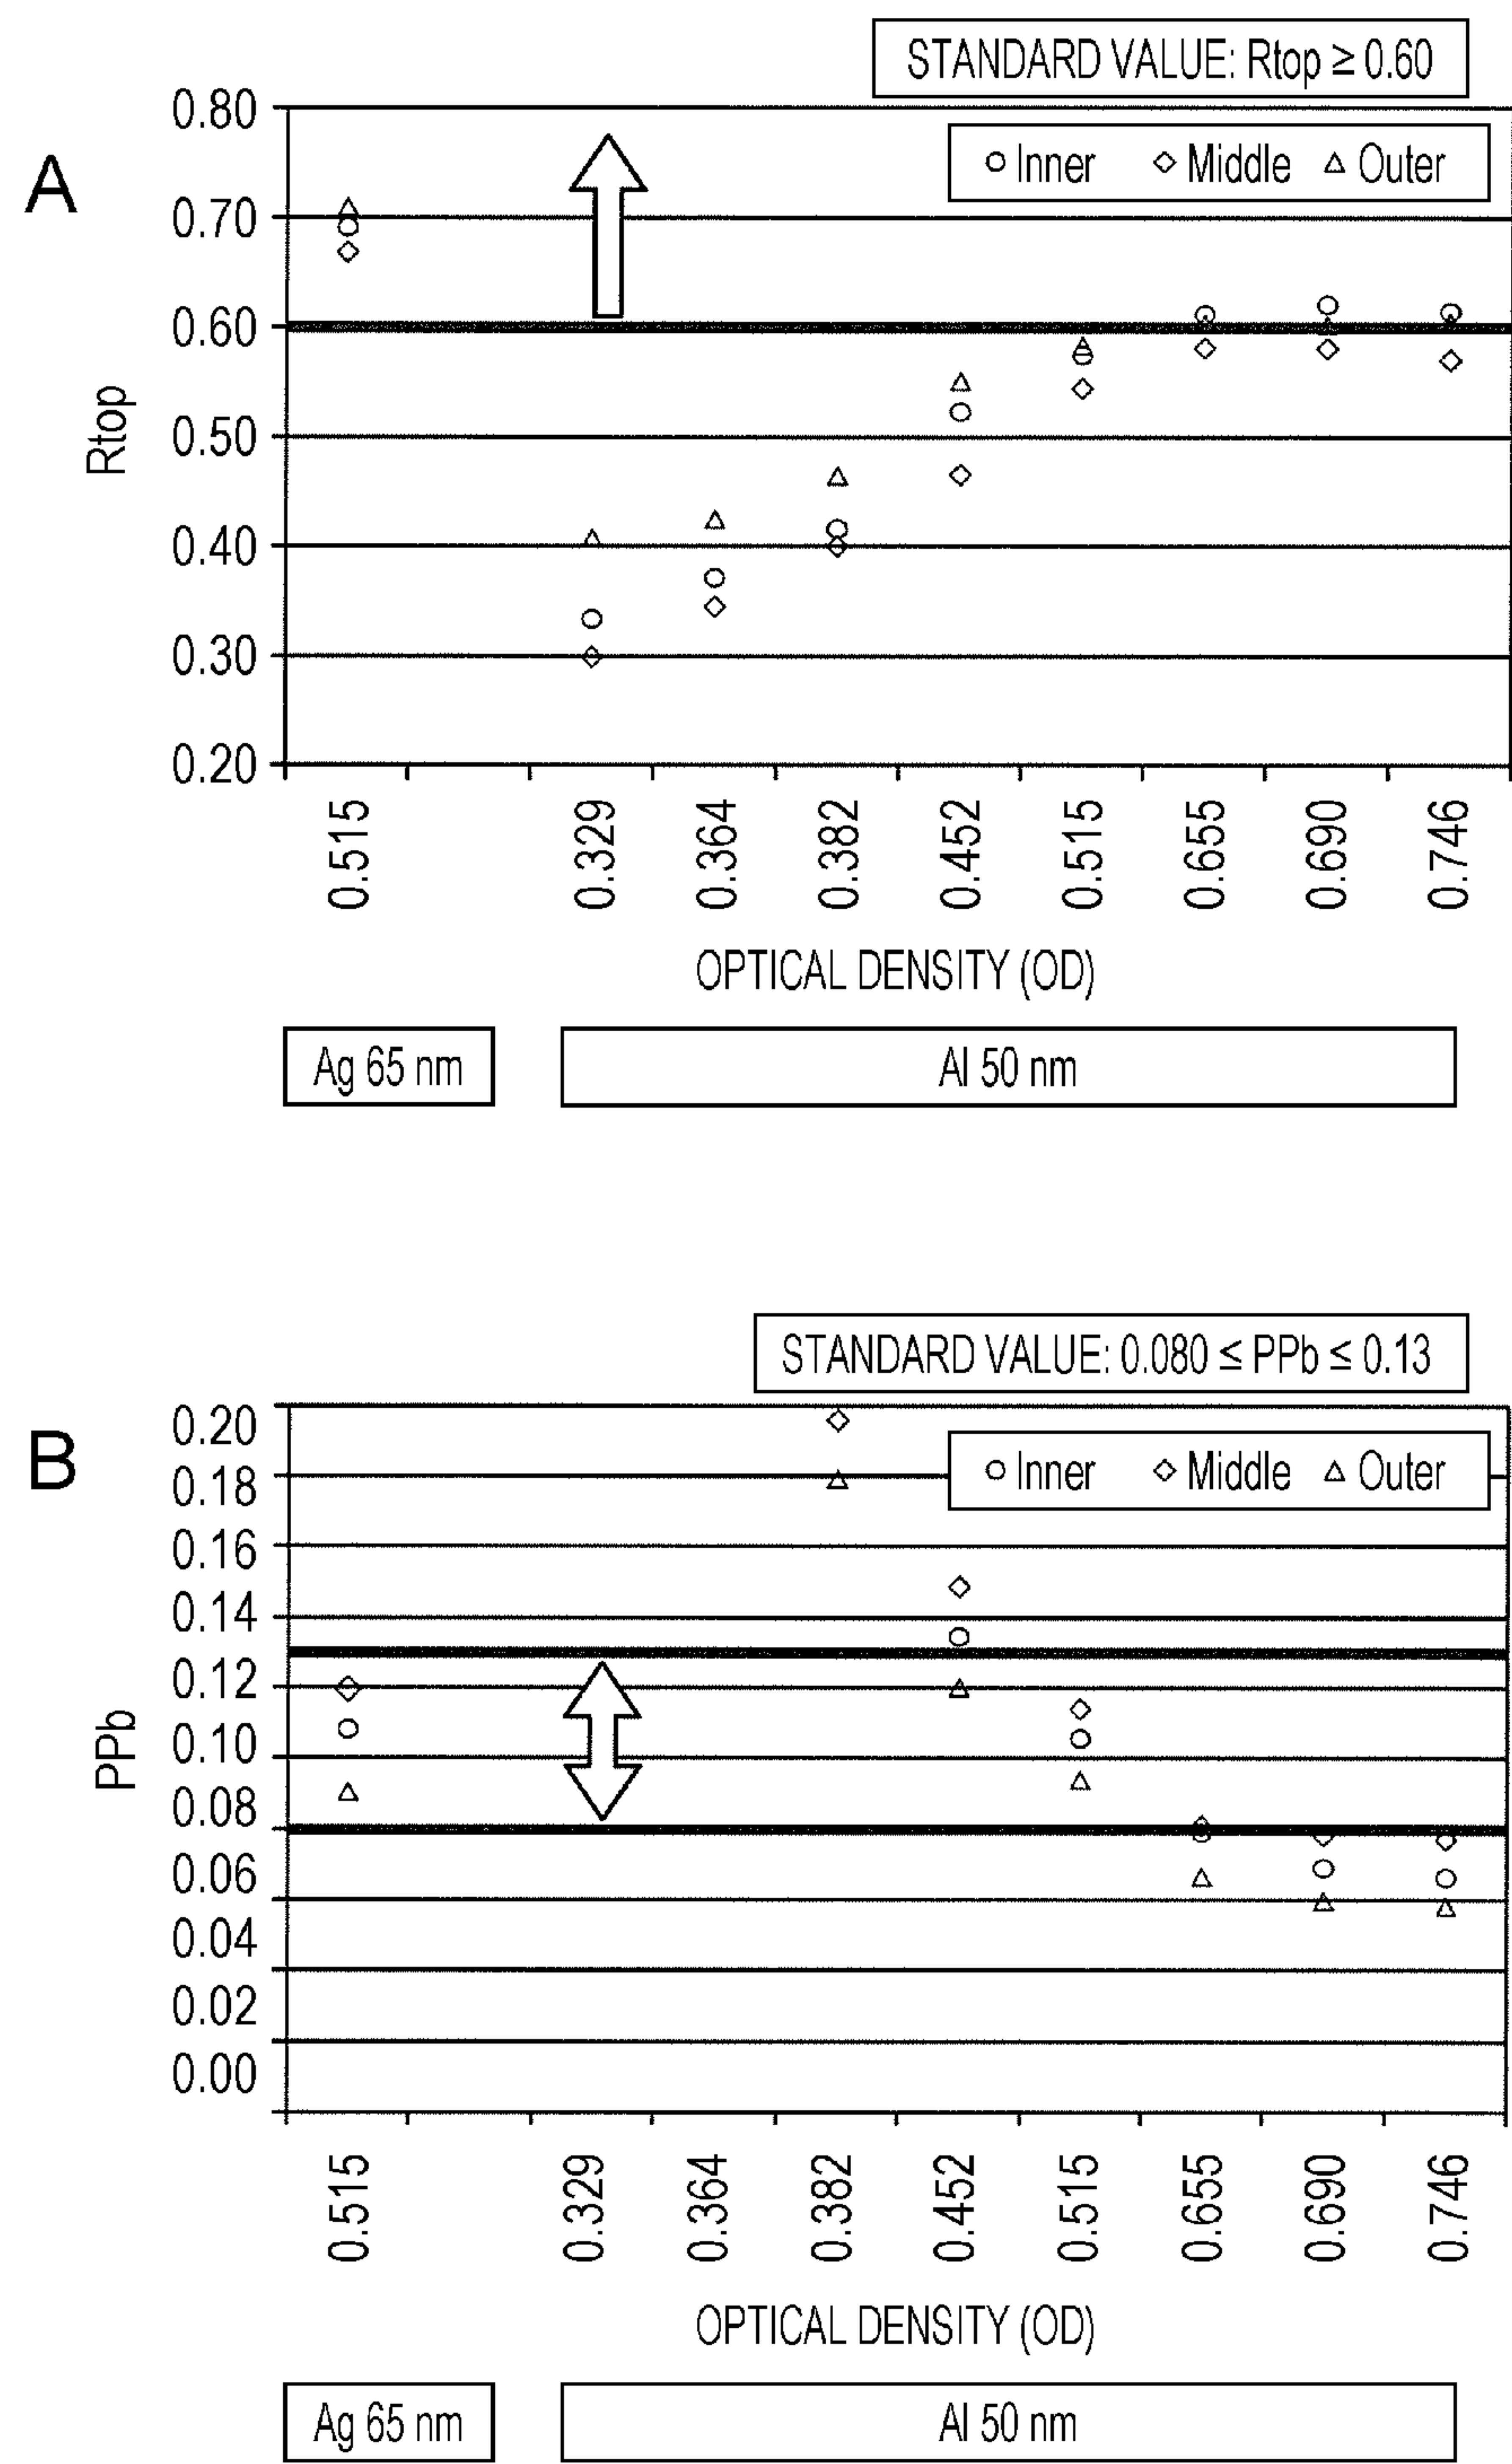 STANDARD VALUE: Rtop ≥ 0.60
A
Inner Middle Outer
0.80
0.70
0.60
0.50
0.40
0.30
0.20
Rtop
0.515 0.329 0.364 0.382 0.452 0.515 0.655 0.690 0.746
OPTICAL DENSITY (OD)
Ag 65 nm Al 50 nm
STANDARD VALUE: 0.080 ≤ PPb ≤ 0.13
B
Inner Middle Outer
0.20
0.18
0.16
0.14
0.12
0.10
0.08
0.06
0.04
0.02
0.00
PPb
0.515 0.329 0.364 0.382 0.452 0.515 0.655 0.690 0.746
OPTICAL DENSITY (OD)
Ag 65 nm Al 50 nm